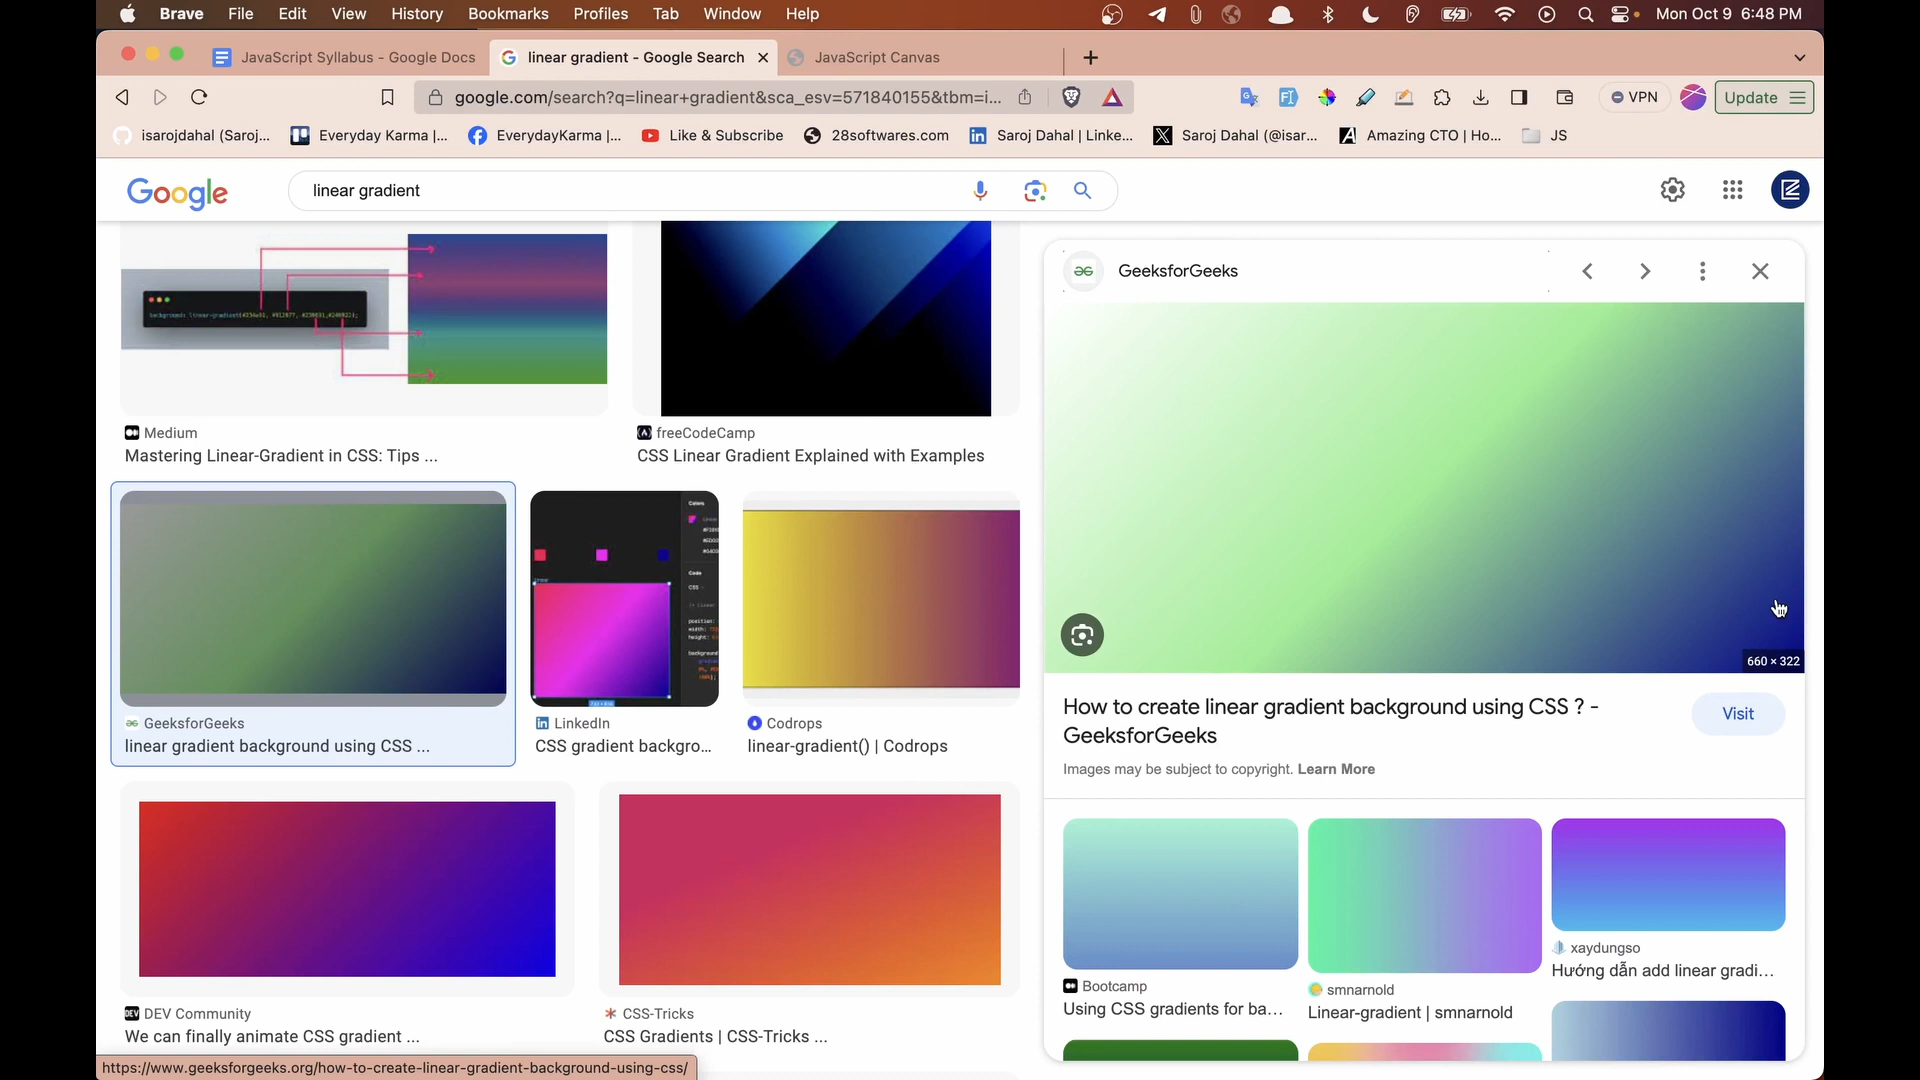 Brave File Edit View History Bookmarks Profiles Tab Window Help Mon Oct 9 6:48 PM
JavaScript Syllabus - Google Docs linear gradient - Google Search JavaScript Canvas
google.com/search?q=linear+gradient&sca_esv=571840155&tbm=i... VPN Update
isarojdahal (Saroj... Everyday Karma |... EverydayKarma |... Like & Subscribe 28softwares.com Saroj Dahal | Linke... Saroj Dahal (@isar... Amazing CTO | Ho... JS
Google linear gradient
Medium
Mastering Linear-Gradient in CSS: Tips ...
freeCodeCamp
CSS Linear Gradient Explained with Examples
GeeksforGeeks
linear gradient background using CSS ...
Colors
Code
CSS
LinkedIn
CSS gradient backgro...
Codrops
linear-gradient() | Codrops
DEV Community
We can finally animate CSS gradient ...
CSS-Tricks
CSS Gradients | CSS-Tricks ...
GeeksforGeeks
660 × 322
How to create linear gradient background using CSS ? -
GeeksforGeeks
Visit
Images may be subject to copyright. Learn More
Bootcamp
Using CSS gradients for ba...
smnarnold
Linear-gradient | smnarnold
xaydungso
Hướng dẫn add linear gradi...
https://www.geeksforgeeks.org/how-to-create-linear-gradient-background-using-css/